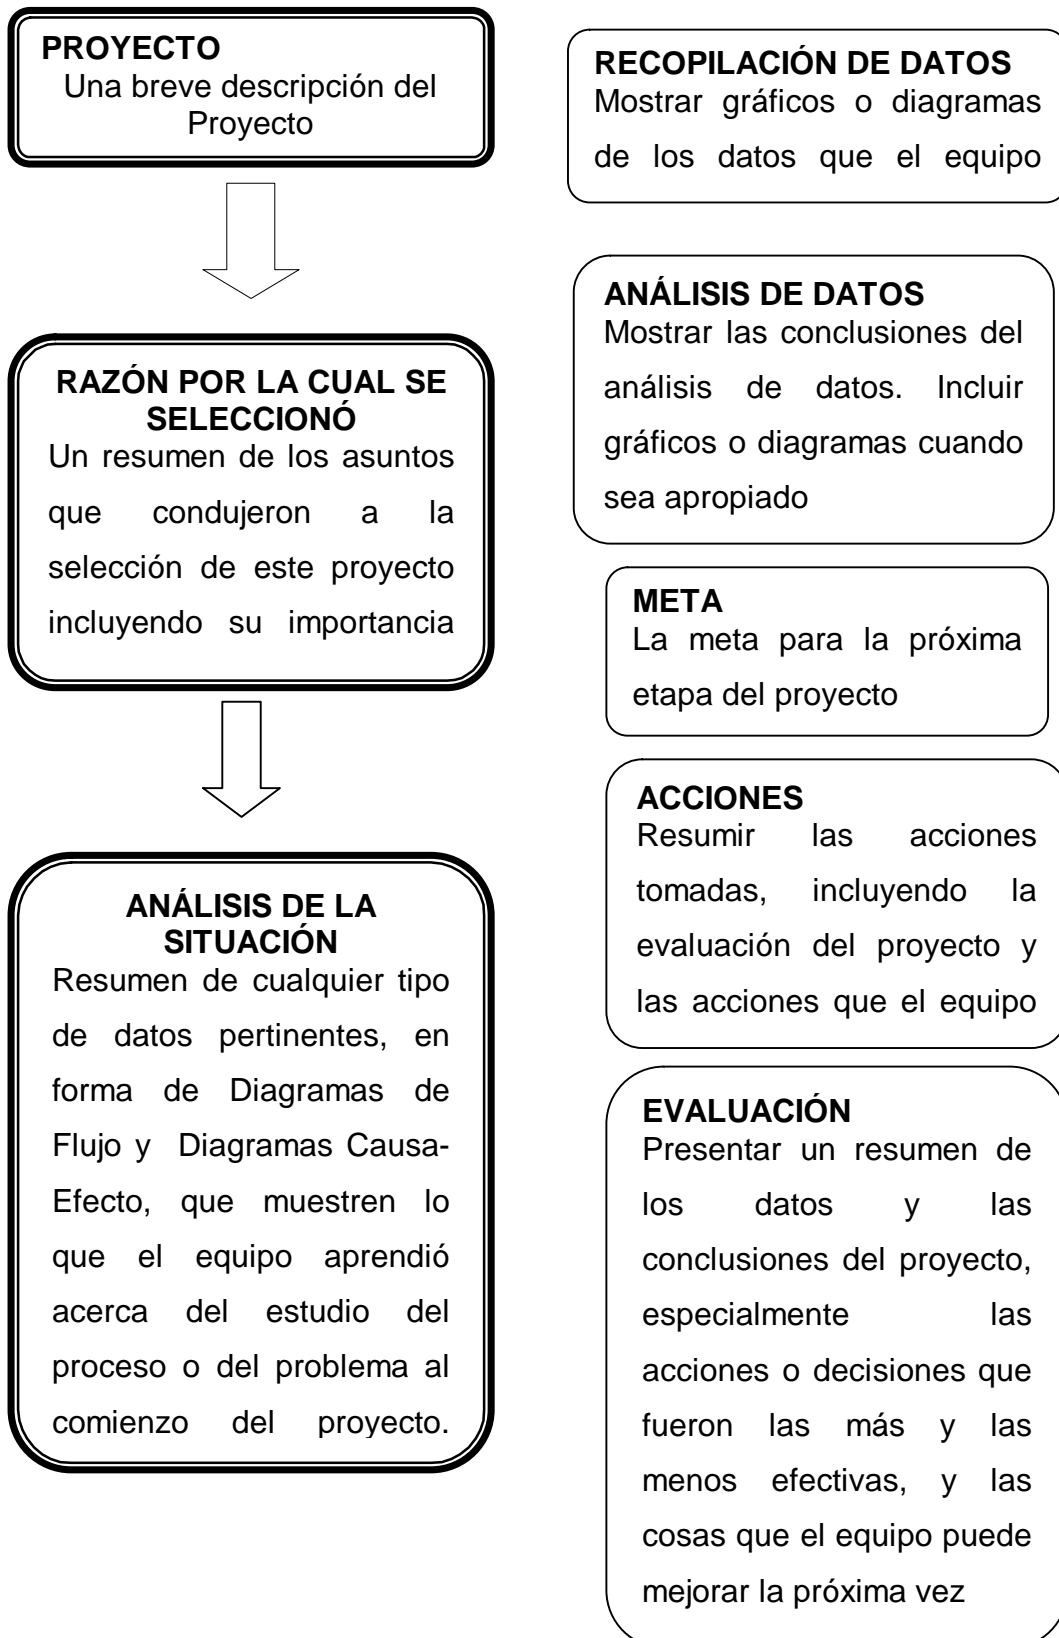 PROYECTO
Una breve descripción del
Proyecto
RAZÓN POR LA CUAL SE
SELECCIONÓ
Un resumen de los asuntos
que condujeron a la
selección de este proyecto
incluyendo su importancia
ANÁLISIS DE LA
SITUACIÓN
Resumen de cualquier tipo
de datos pertinentes, en
forma de Diagramas de
Flujo y Diagramas Causa-
Efecto, que muestren lo
que el equipo aprendió
acerca del estudio del
proceso o del problema al
comienzo del proyecto.
RECOPILACIÓN DE DATOS
Mostrar gráficos o diagramas
de los datos que el equipo
ANÁLISIS DE DATOS
Mostrar las conclusiones del
análisis de datos. Incluir
gráficos o diagramas cuando
sea apropiado
META
La meta para la próxima
etapa del proyecto
ACCIONES
Resumir las acciones
tomadas, incluyendo la
evaluación del proyecto y
las acciones que el equipo
EVALUACIÓN
Presentar un resumen de
los datos y las
conclusiones del proyecto,
especialmente las
acciones o decisiones que
fueron las más y las
menos efectivas, y las
cosas que el equipo puede
mejorar la próxima vez